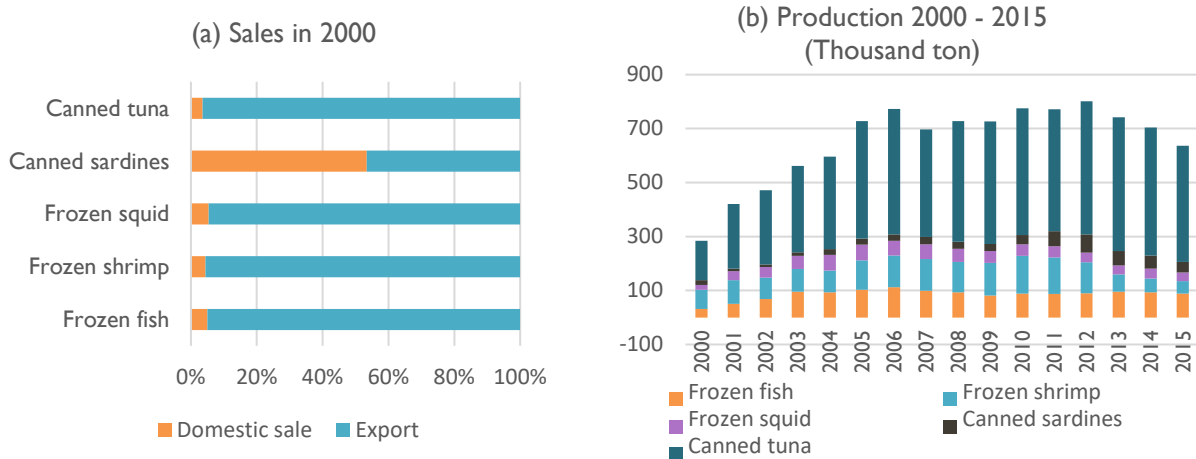 (a) Sales in 2000
Canned tuna
Canned sardines
Frozen squid
Frozen shrimp
Frozen fish
0% 20% 40% 60% 80% 100%
Domestic sale Export
(b) Production 2000 - 2015
(Thousand ton)
900
700
500
300
100
-100
2000 2001 2002 2003 2004 2005 2006 2007 2008 2009 2010 2011 2012 2013 2014 2015
Frozen fish Frozen shrimp
Frozen squid Canned sardines
Canned tuna